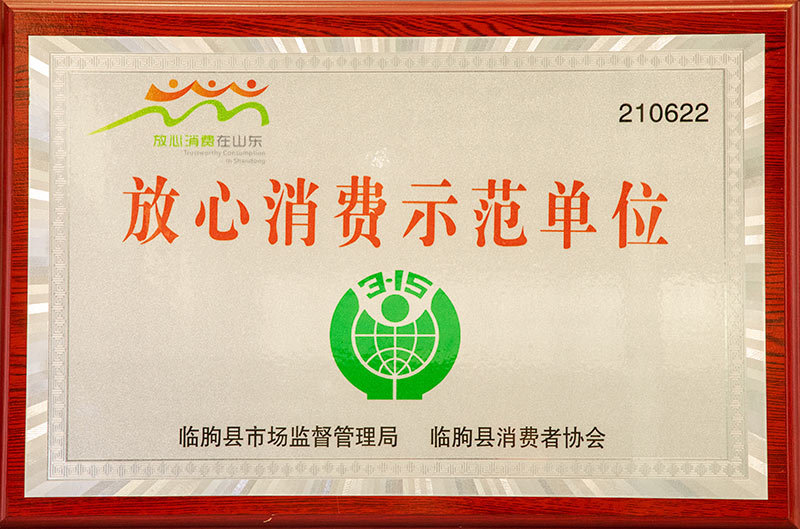 放心消费在山东
Trustworthy Consumption
in Shandong
210622
放心消费示范单位
3·15
临朐县市场监督管理局 临朐县消费者协会